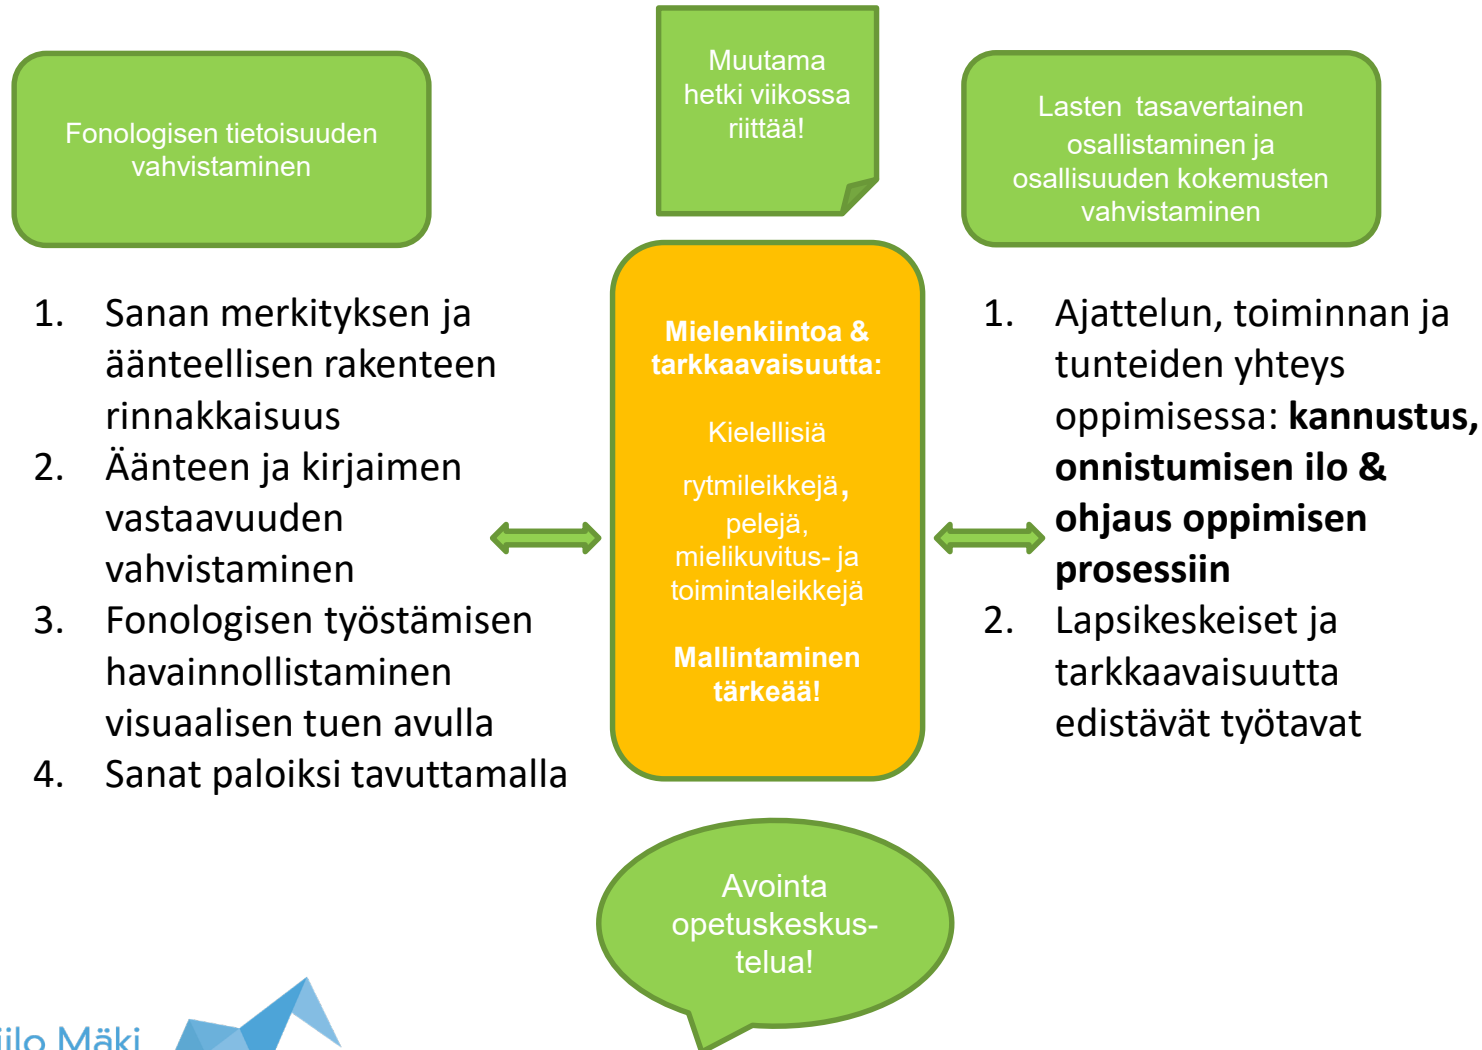 Fonologisen tietoisuuden
vahvistaminen
Muutama
hetki viikossa
riittää!
Lasten tasavertainen
osallistaminen ja
osallisuuden kokemusten
vahvistaminen
1. Sanan merkityksen ja
äänteellisen rakenteen
rinnakkaisuus
2. Äänteen ja kirjaimen
vastaavuuden
vahvistaminen
3. Fonologisen työstämisen
havainnollistaminen
visuaalisen tuen avulla
4. Sanat paloiksi tavuttamalla
Mielenkiintoa &
tarkkaavaisuutta:
Kielellisiä
rytmileikkejä,
pelejä,
mielikuvitus- ja
toimintaleikkejä
Mallintaminen
tärkeää!
1. Ajattelun, toiminnan ja
tunteiden yhteys
oppimisessa: kannustus,
onnistumisen ilo &
ohjaus oppimisen
prosessiin
2. Lapsikeskeiset ja
tarkkaavaisuutta
edistävät työtavat
Avointa
opetuskeskus-
telua!
iilo Mäki